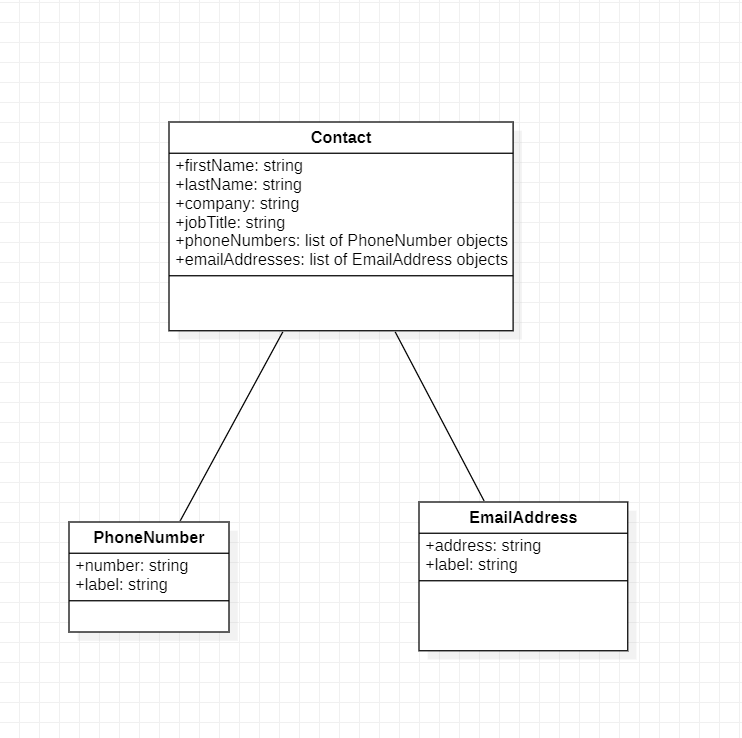 Contact
+firstName: string
+lastName: string
+company: string
+jobTitle: string
+phoneNumbers: list of PhoneNumber objects
+emailAddresses: list of EmailAddress objects
PhoneNumber
+number: string
+label: string
EmailAddress
+address: string
+label: string